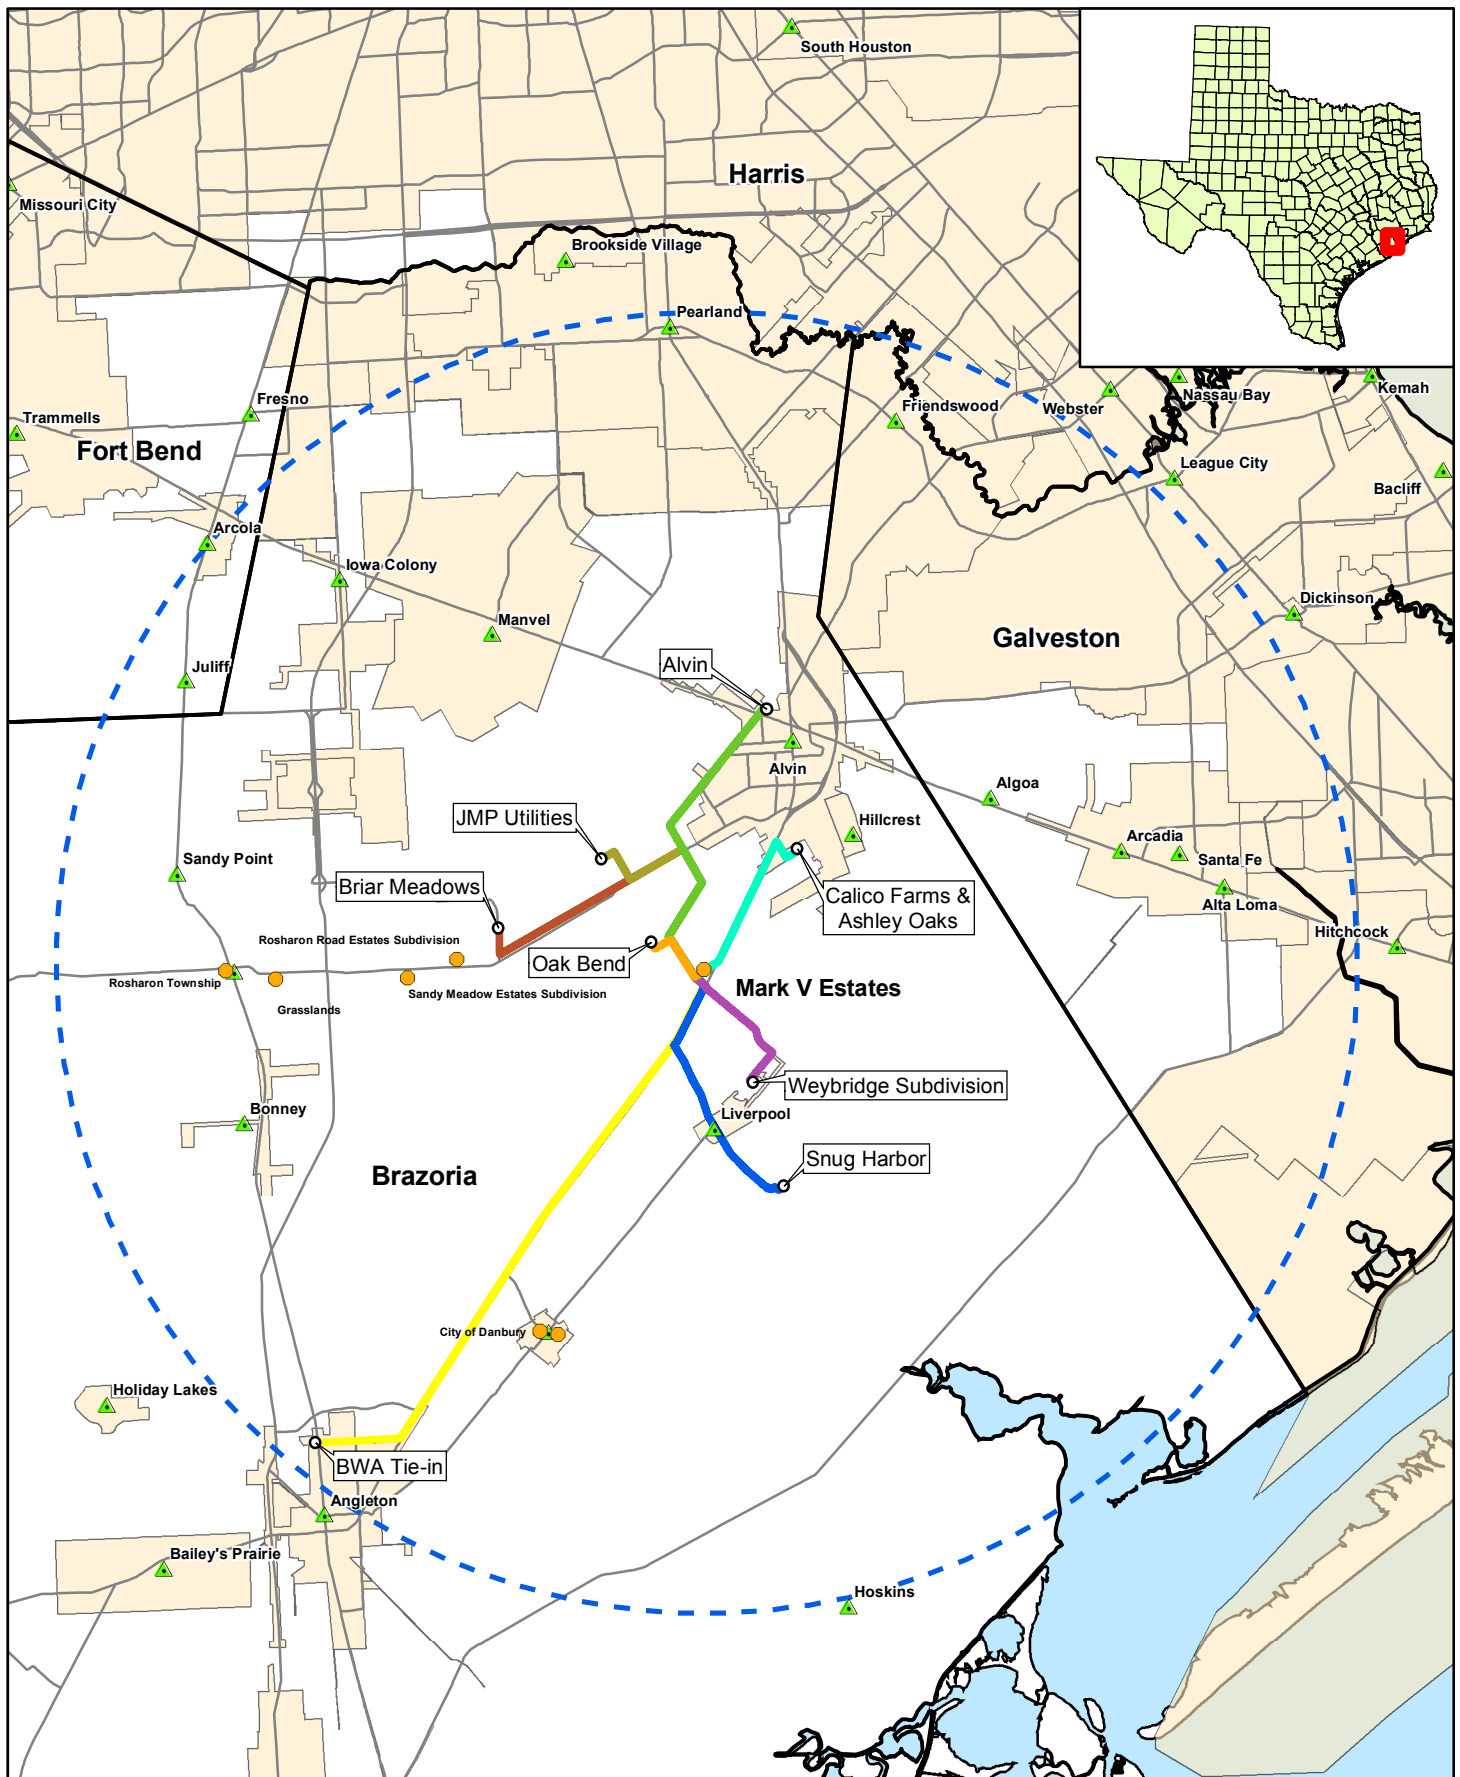 South Houston
Harris
Missouri City
Brookside Village
Pearland
Fresno
Trammells
Fort Bend
Friendswood
Webster
Nassau Bay
Kemah
League City
Bacliff
Arcola
Iowa Colony
Manvel
Dickinson
Galveston
Juliff
Alvin
Alvin
Algoa
JMP Utilities
Hillcrest
Arcadia
Santa Fe
Sandy Point
Briar Meadows
Calico Farms &
Ashley Oaks
Alta Loma
Hitchcock
Rosharon Road Estates Subdivision
Oak Bend
Rosharon Township
Sandy Meadow Estates Subdivision
Mark V Estates
Grasslands
Weybridge Subdivision
Bonney
Liverpool
Snug Harbor
Brazoria
City of Danbury
Holiday Lakes
BWA Tie-in
Angleton
Bailey's Prairie
Hoskins